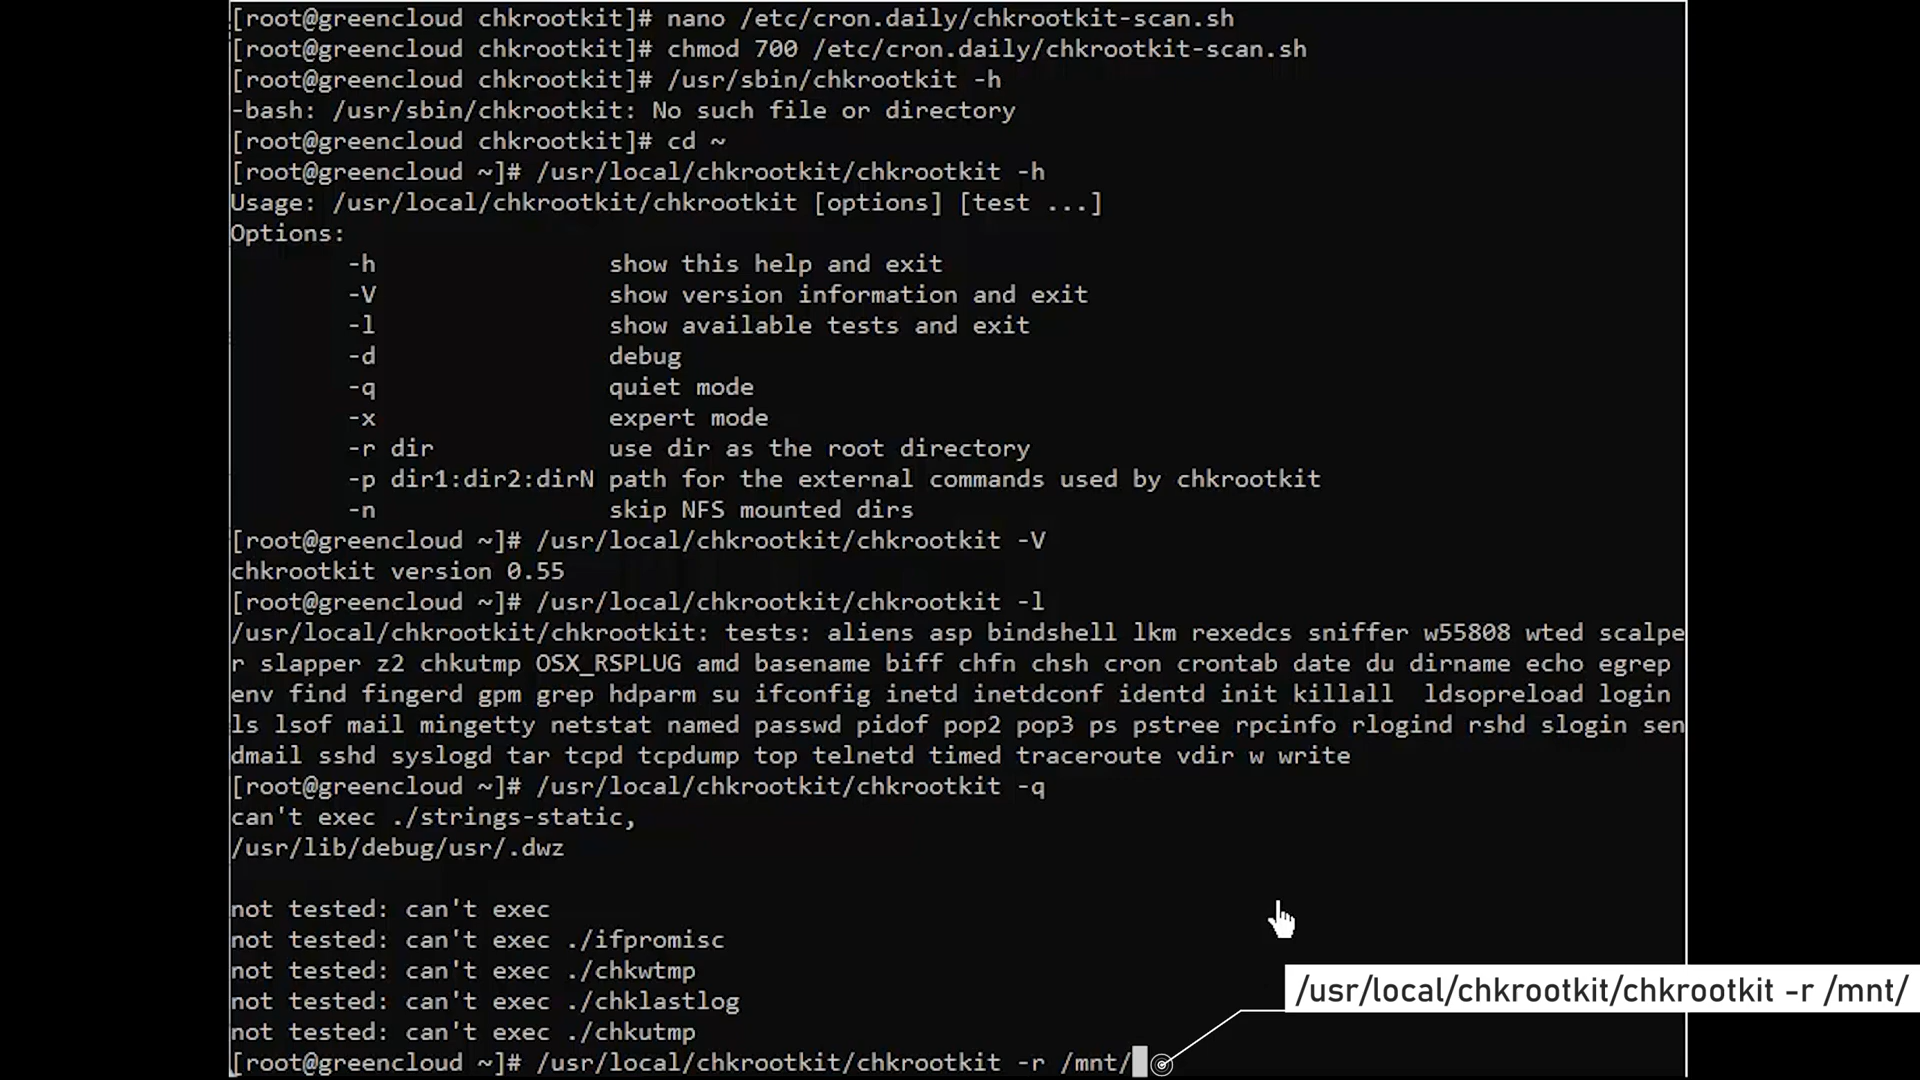 [root@greencloud chkrootkit]# nano /etc/cron.daily/chkrootkit-scan.sh
[root@greencloud chkrootkit]# chmod 700 /etc/cron.daily/chkrootkit-scan.sh
[root@greencloud chkrootkit]# /usr/sbin/chkrootkit -h
-bash: /usr/sbin/chkrootkit: No such file or directory
[root@greencloud chkrootkit]# cd ~
[root@greencloud ~]# /usr/local/chkrootkit/chkrootkit -h
Usage: /usr/local/chkrootkit/chkrootkit [options] [test ...]
Options:
        -h                show this help and exit
        -V                show version information and exit
        -l                show available tests and exit
        -d                debug
        -q                quiet mode
        -x                expert mode
        -r dir            use dir as the root directory
        -p dir1:dir2:dirN path for the external commands used by chkrootkit
        -n                skip NFS mounted dirs
[root@greencloud ~]# /usr/local/chkrootkit/chkrootkit -V
chkrootkit version 0.55
[root@greencloud ~]# /usr/local/chkrootkit/chkrootkit -l
/usr/local/chkrootkit/chkrootkit: tests: aliens asp bindshell lkm rexedcs sniffer w55808 wted scalpe
r slapper z2 chkutmp OSX_RSPLUG amd basename biff chfn chsh cron crontab date du dirname echo egrep
env find fingerd gpm grep hdparm su ifconfig inetd inetdconf identd init killall  ldsopreload login
ls lsof mail mingetty netstat named passwd pidof pop2 pop3 ps pstree rpcinfo rlogind rshd slogin sen
dmail sshd syslogd tar tcpd tcpdump top telnetd timed traceroute vdir w write
[root@greencloud ~]# /usr/local/chkrootkit/chkrootkit -q
can't exec ./strings-static,
/usr/lib/debug/usr/.dwz
not tested: can't exec
not tested: can't exec ./ifpromisc
not tested: can't exec ./chkwtmp
not tested: can't exec ./chklastlog
not tested: can't exec ./chkutmp
[root@greencloud ~]# /usr/local/chkrootkit/chkrootkit -r /mnt/
/usr/local/chkrootkit/chkrootkit -r /mnt/